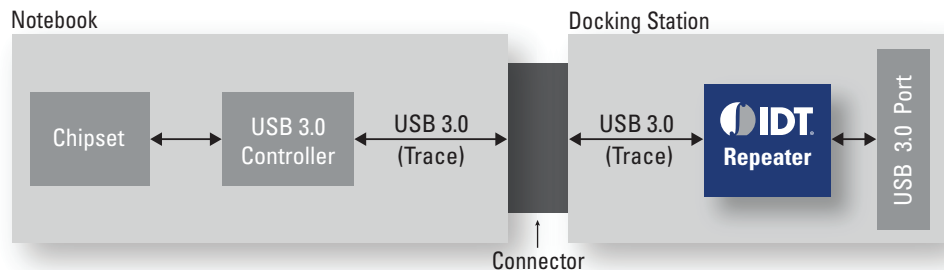 Notebook
Docking Station
Chipset
USB 3.0
Controller
USB 3.0
(Trace)
USB 3.0
(Trace)
IDT.
Repeater
USB 3.0 Port
Connector